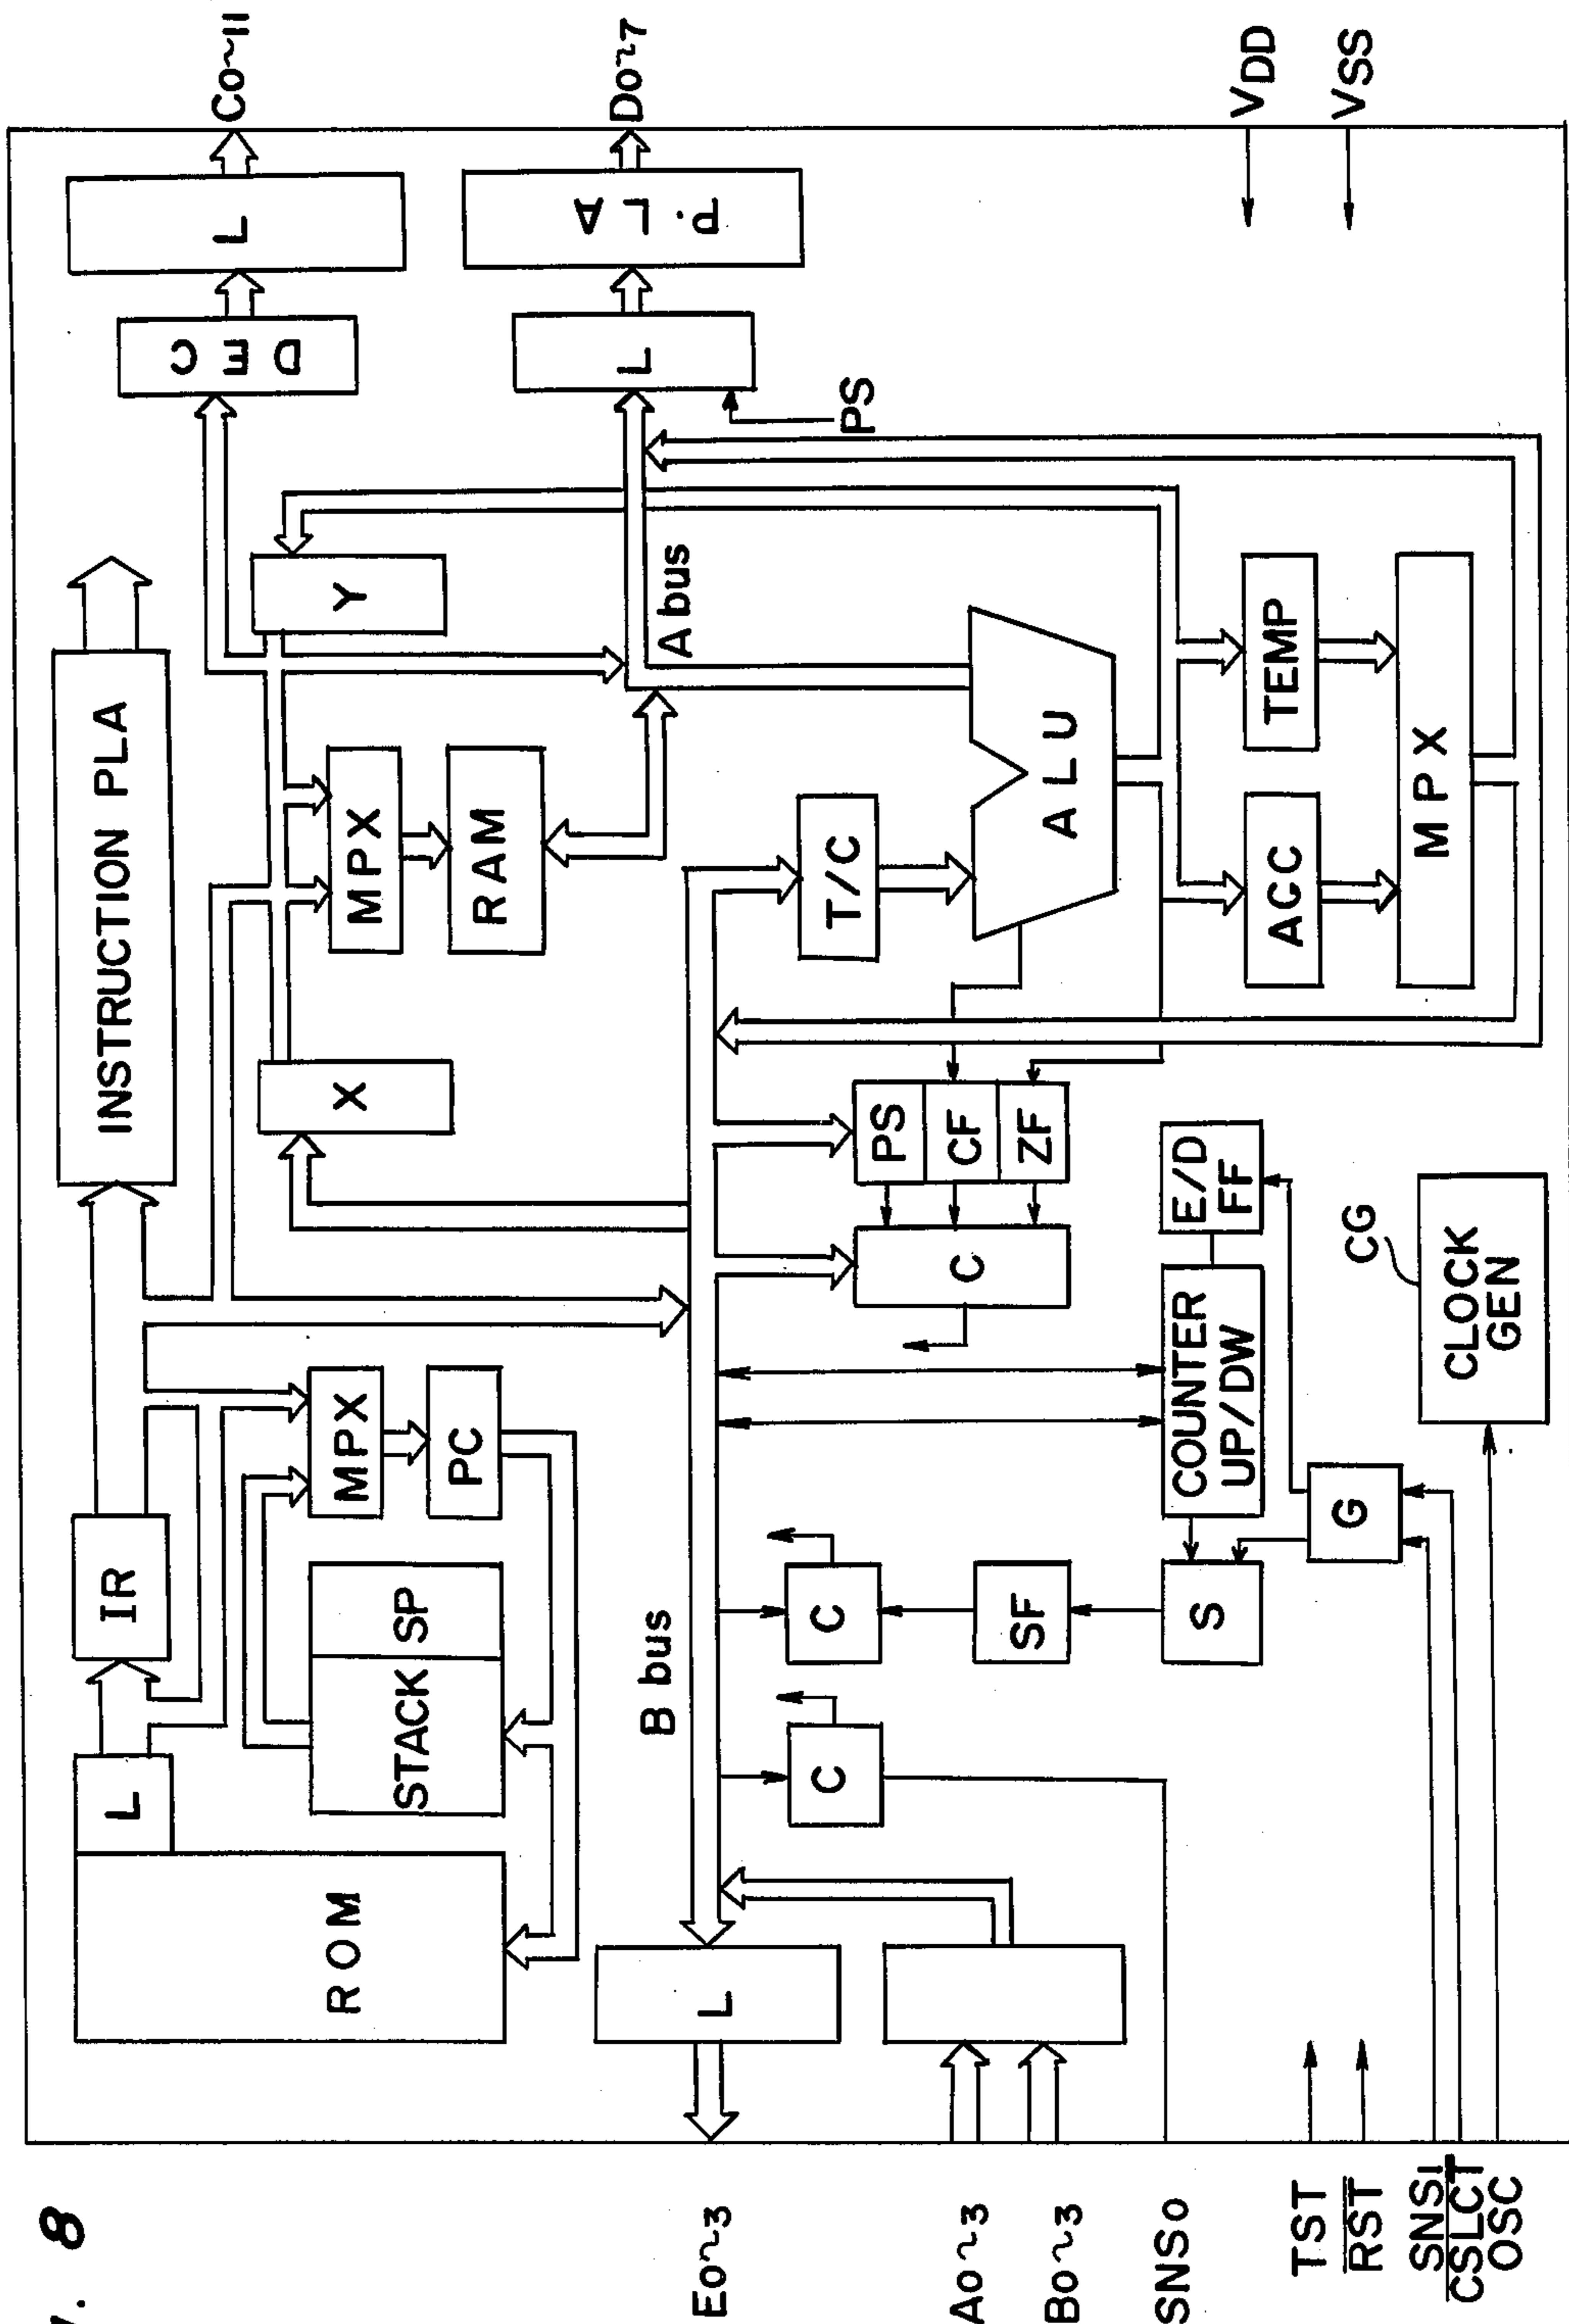 . 8
ROM
L
IR
INSTRUCTION PLA
STACK
SP
MPX
PC
X
Y
MPX
RAM
DEC
L
Co~11
L
P.LA
Do~7
PS
A bus
B bus
L
Eo~3
Ao~3
Bo~3
C
C
C
SF
S
PS
CF
ZF
T/C
ALU
ACC
TEMP
MPX
COUNTER
UP/DW
E/D
FF
G
CLOCK
GEN
CG
SNSO
TST
RST
SNS1
CSLCT
OSC
VDD
VSS